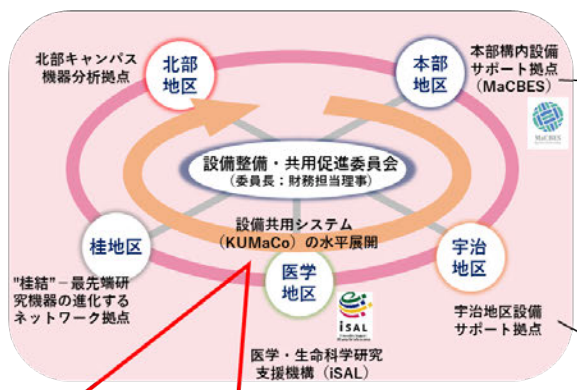 北部キャンパス
機器分析拠点
北部
地区
本部
地区
本部構内設備
サポート拠点
（MaCBES）
MaCBES
設備整備・共用促進委員会
（委員長：財務担当理事）
設備共用システム
（KUMaCo）の水平展開
桂地区
"桂結"－最先端研
究機器の進化する
ネットワーク拠点
医学
地区
iSAL
医学・生命科学研究
支援機構（iSAL）
宇治
地区
宇治地区設備
サポート拠点